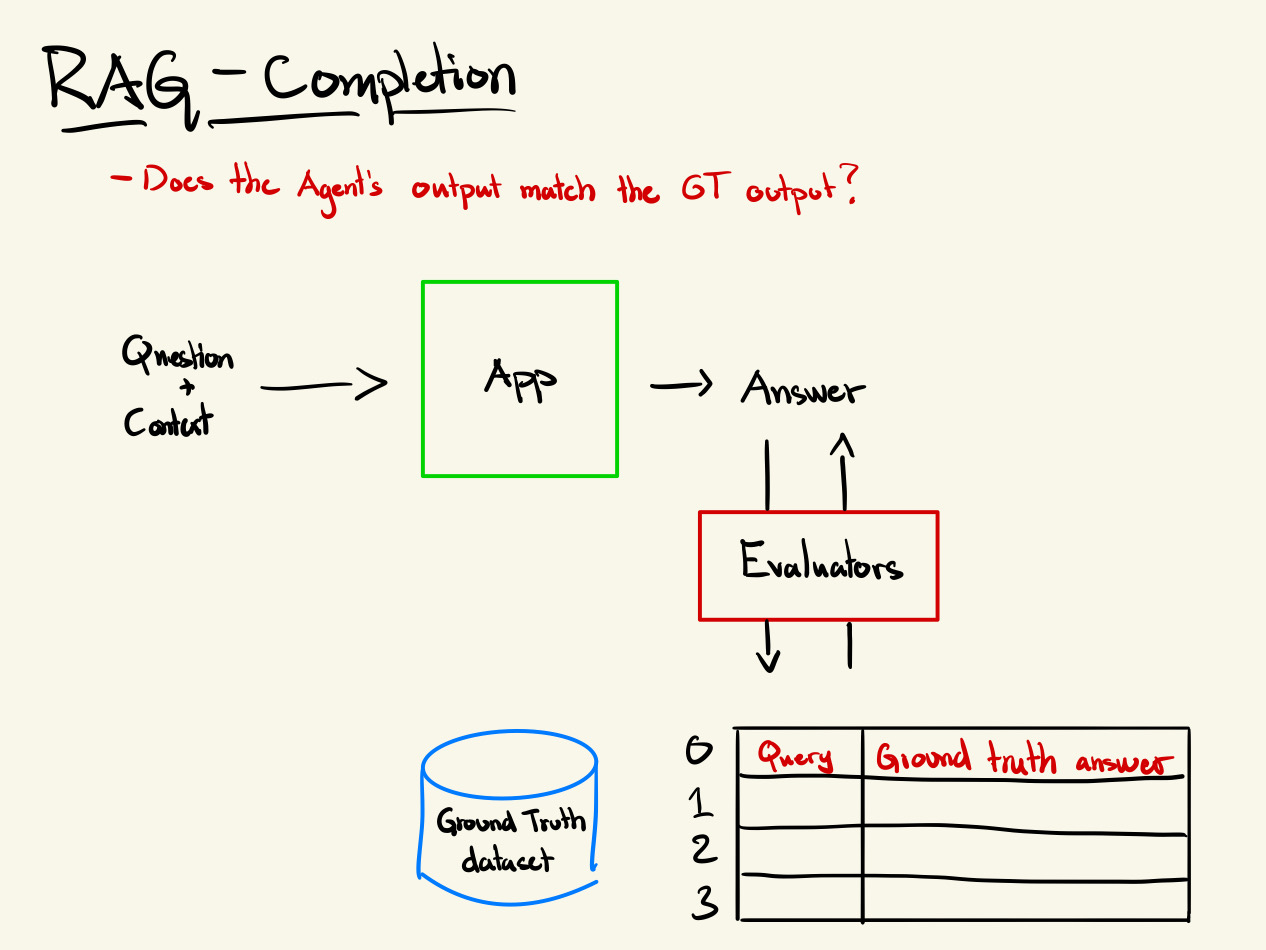 RAG - Completion
- Does the Agent's output match the GT output?
Question
+
Context
App
Answer
Evaluators
Ground Truth
dataset
0 Query Ground truth answer
1
2
3